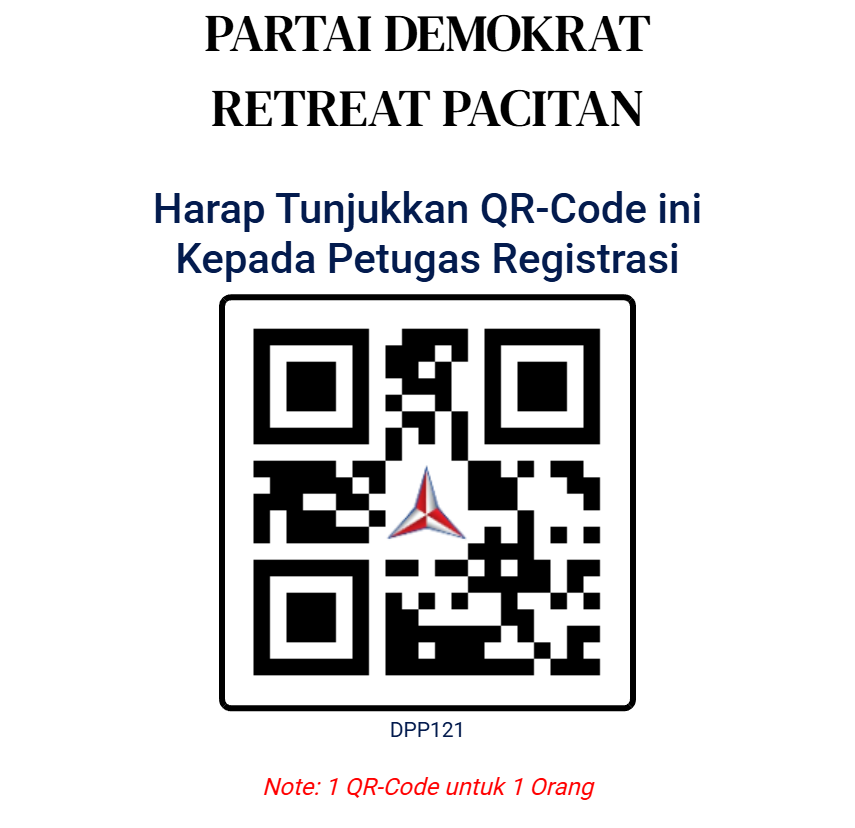 PARTAI DEMOKRAT
RETREAT PACITAN
Harap Tunjukkan QR-Code ini
Kepada Petugas Registrasi
DPP121
Note: 1 QR-Code untuk 1 Orang